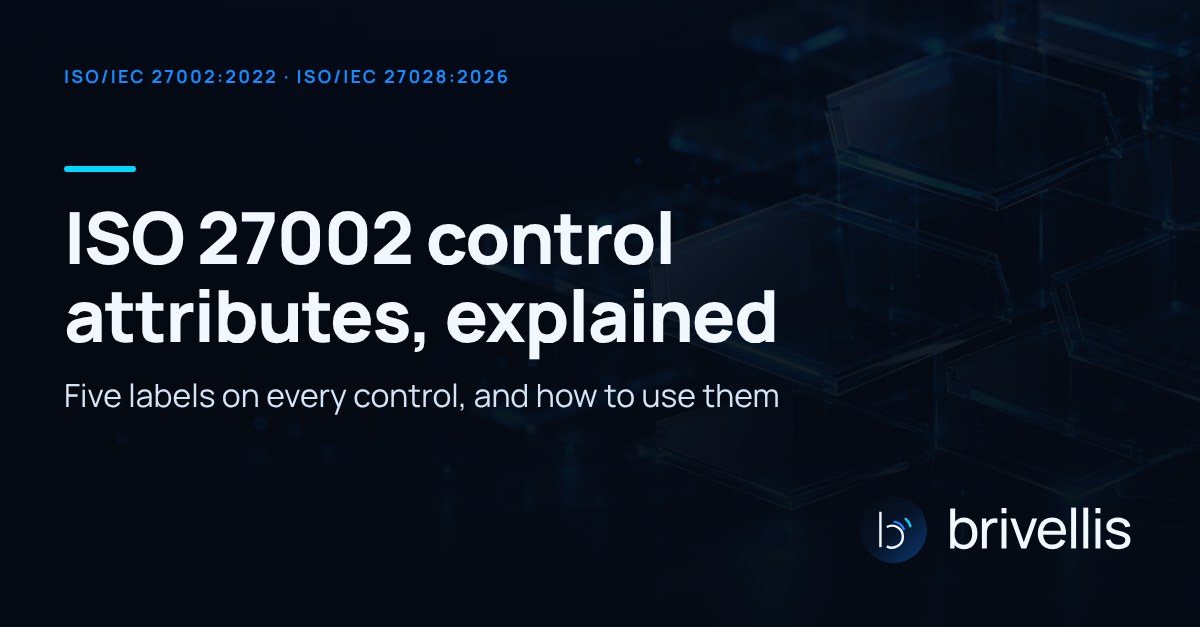 ISO/IEC 27002:2022 · ISO/IEC 27028:2026
ISO 27002 control
attributes, explained
Five labels on every control, and how to use them
brivellis